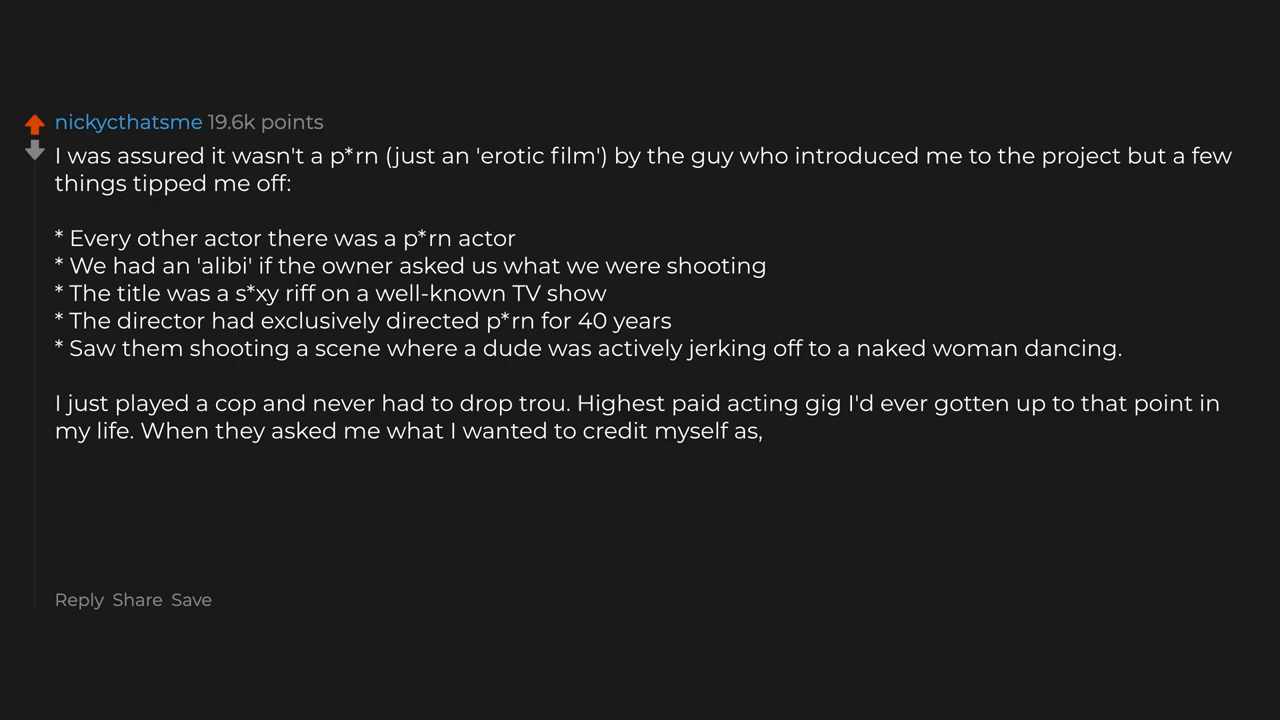 nickycthatsme 19.6k points
I was assured it wasn't a p*rn (just an 'erotic film') by the guy who introduced me to the project but a few
things tipped me off:
* Every other actor there was a p*rn actor
* We had an 'alibi' if the owner asked us what we were shooting
* The title was a s*xy riff on a well-known TV show
* The director had exclusively directed p*rn for 40 years
* Saw them shooting a scene where a dude was actively jerking off to a naked woman dancing.
I just played a cop and never had to drop trou. Highest paid acting gig I'd ever gotten up to that point in
my life. When they asked me what I wanted to credit myself as,
Reply Share Save